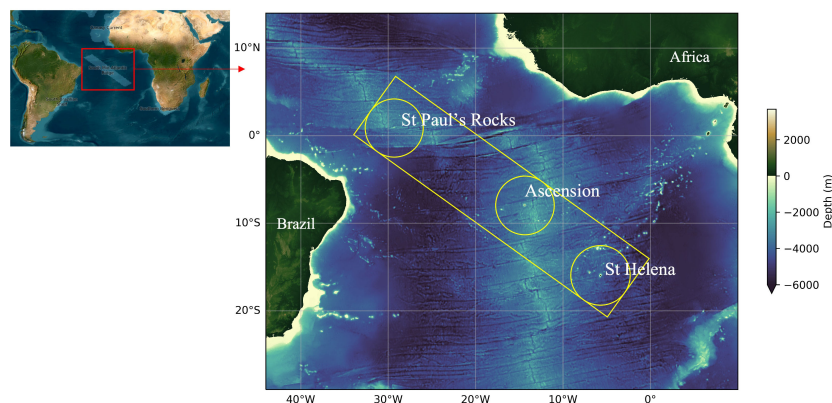 10°N
0°
10°S
20°S
40°W
30°W
20°W
10°W
0°
Africa
St Paul's Rocks
Ascension
Brazil
St Helena
2000
0
−2000
−4000
−6000
Depth (m)